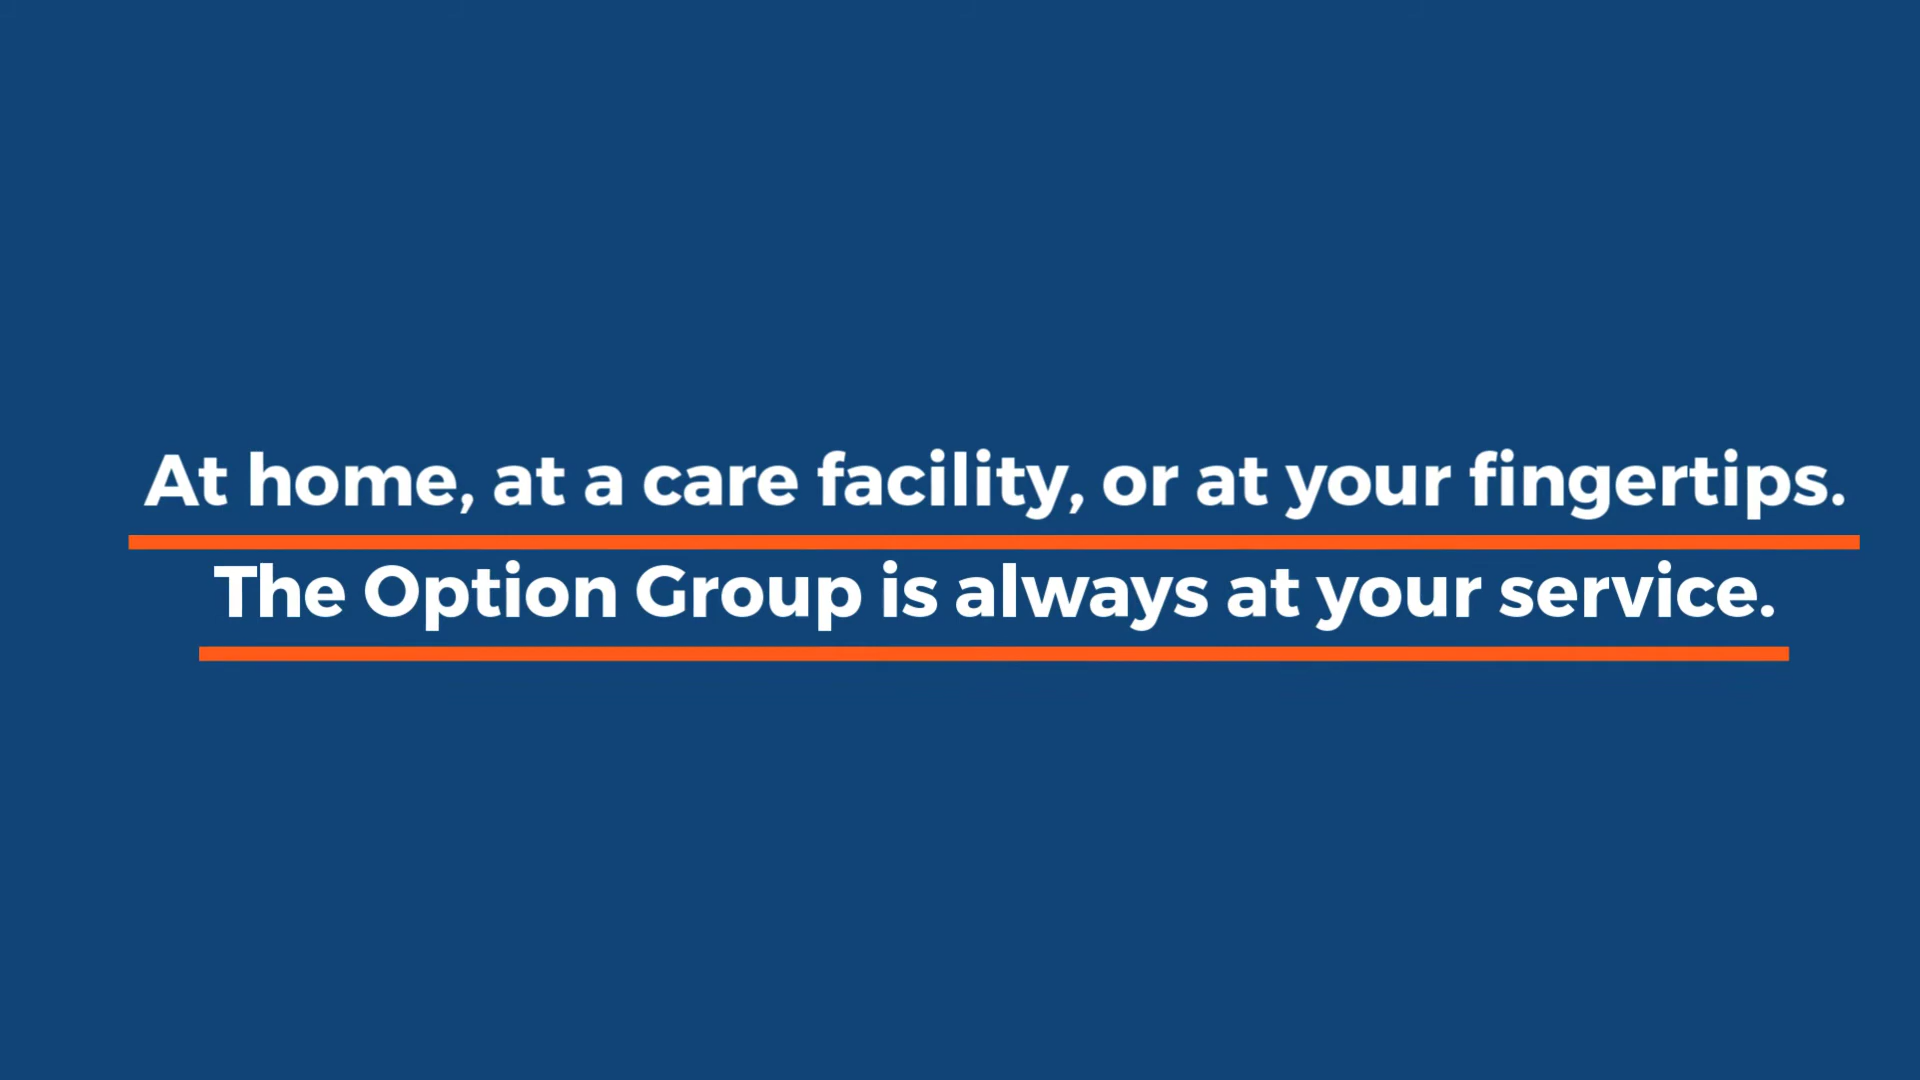 At home, at a care facility, or at your fingertips.
The Option Group is always at your service.